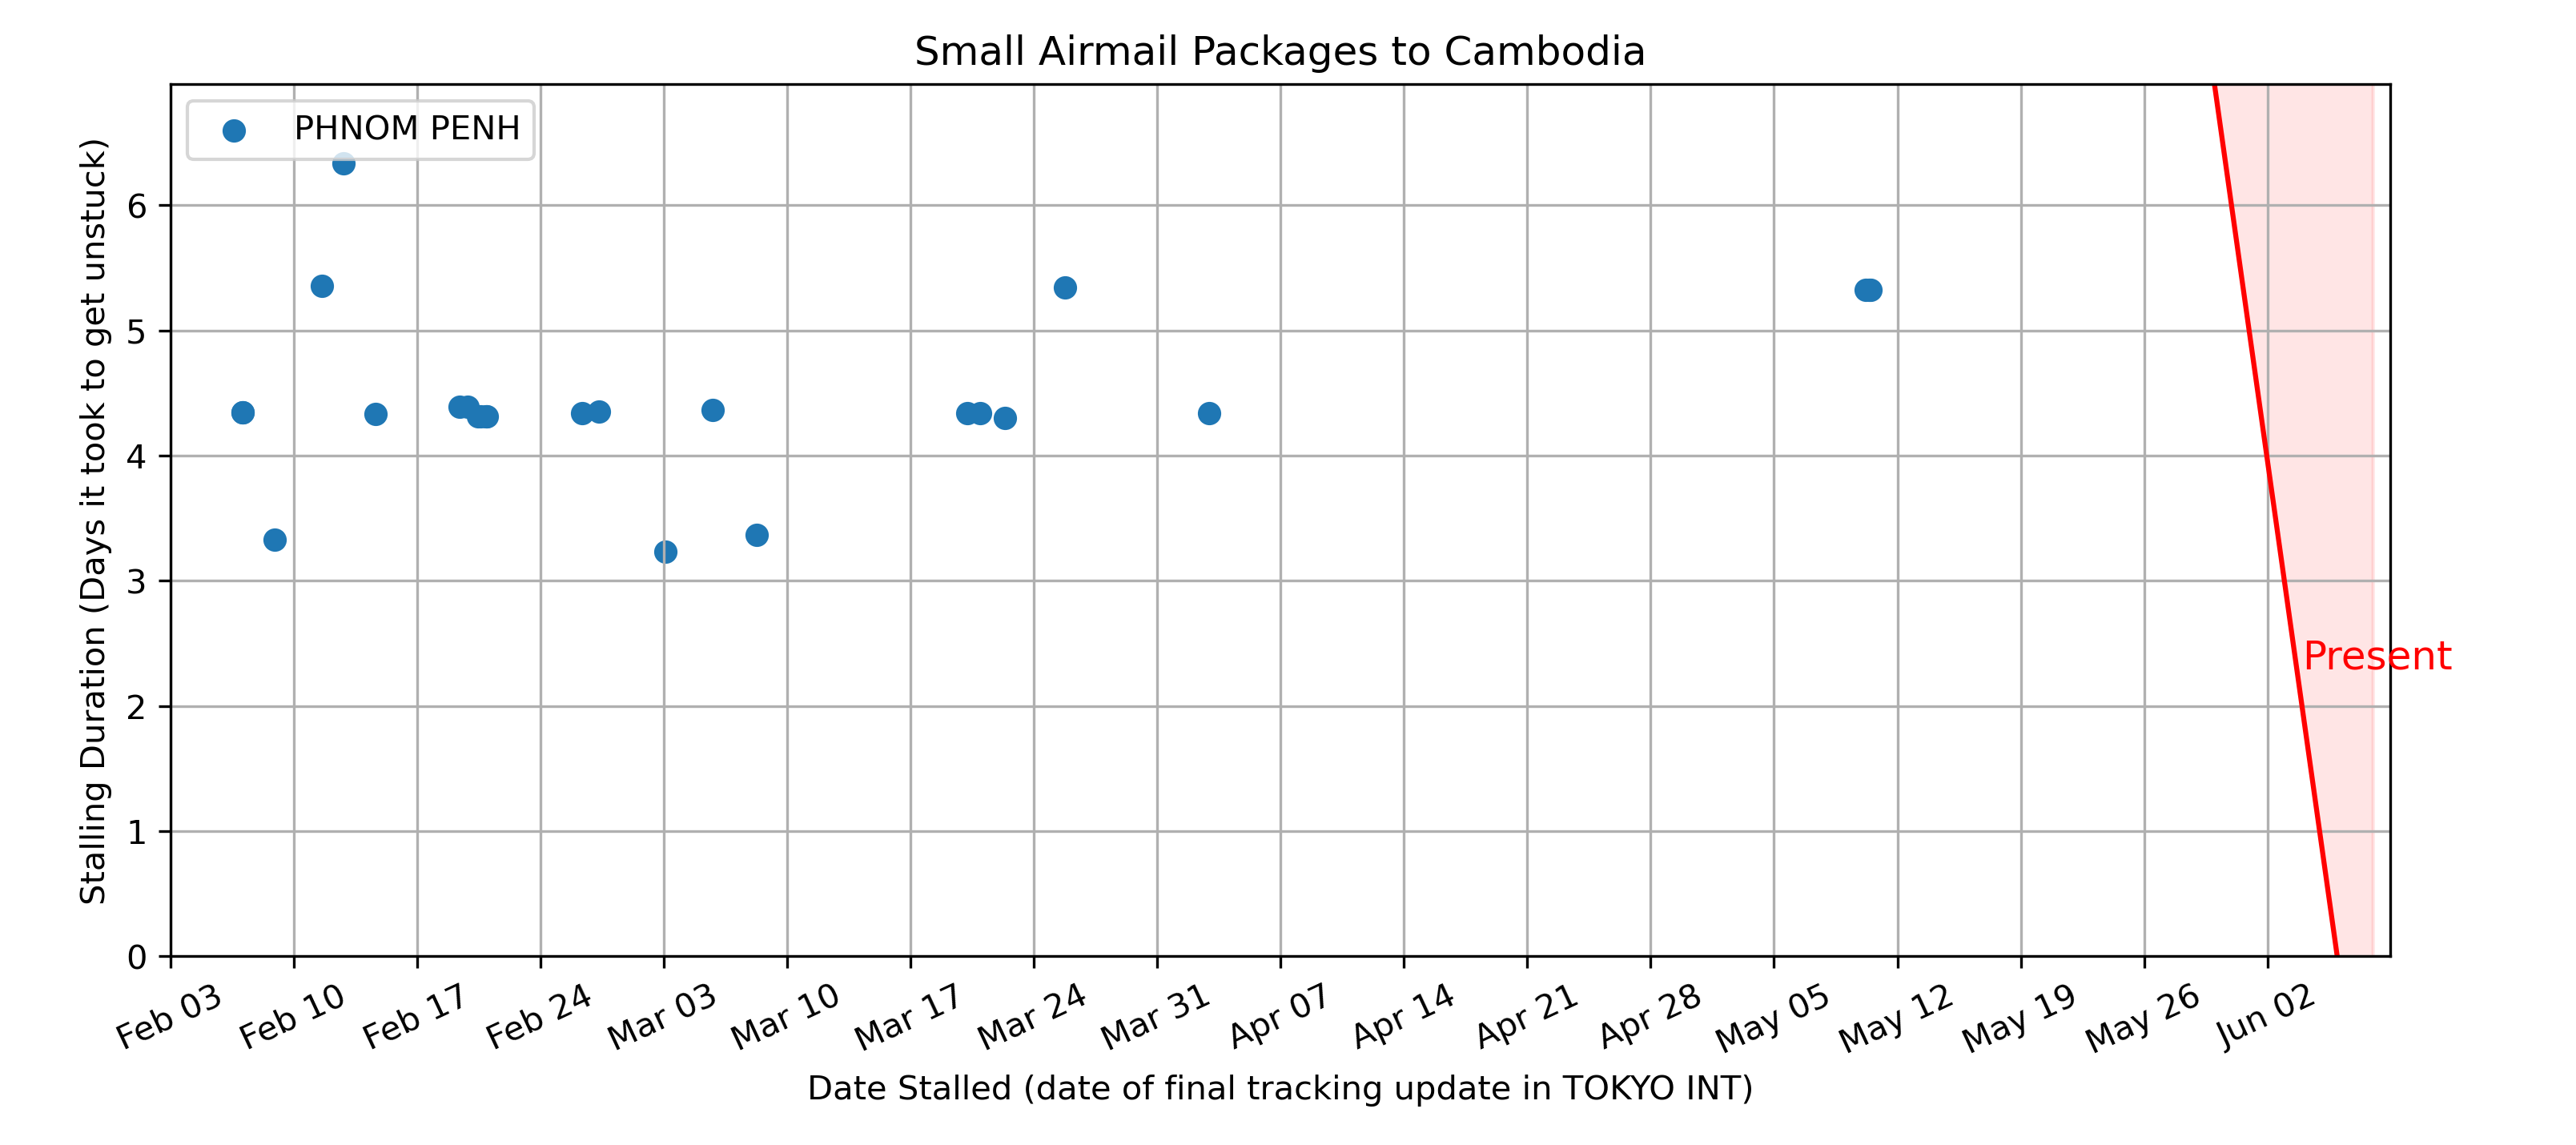 Small Airmail Packages to Cambodia
PHNOM PENH
Stalling Duration (Days it took to get unstuck)
6
5
4
3
2
1
0
Present
Feb 03
Feb 10
Feb 17
Feb 24
Mar 03
Mar 10
Mar 17
Mar 24
Mar 31
Apr 07
Apr 14
Apr 21
Apr 28
May 05
May 12
May 19
May 26
Jun 02
Date Stalled (date of final tracking update in TOKYO INT)